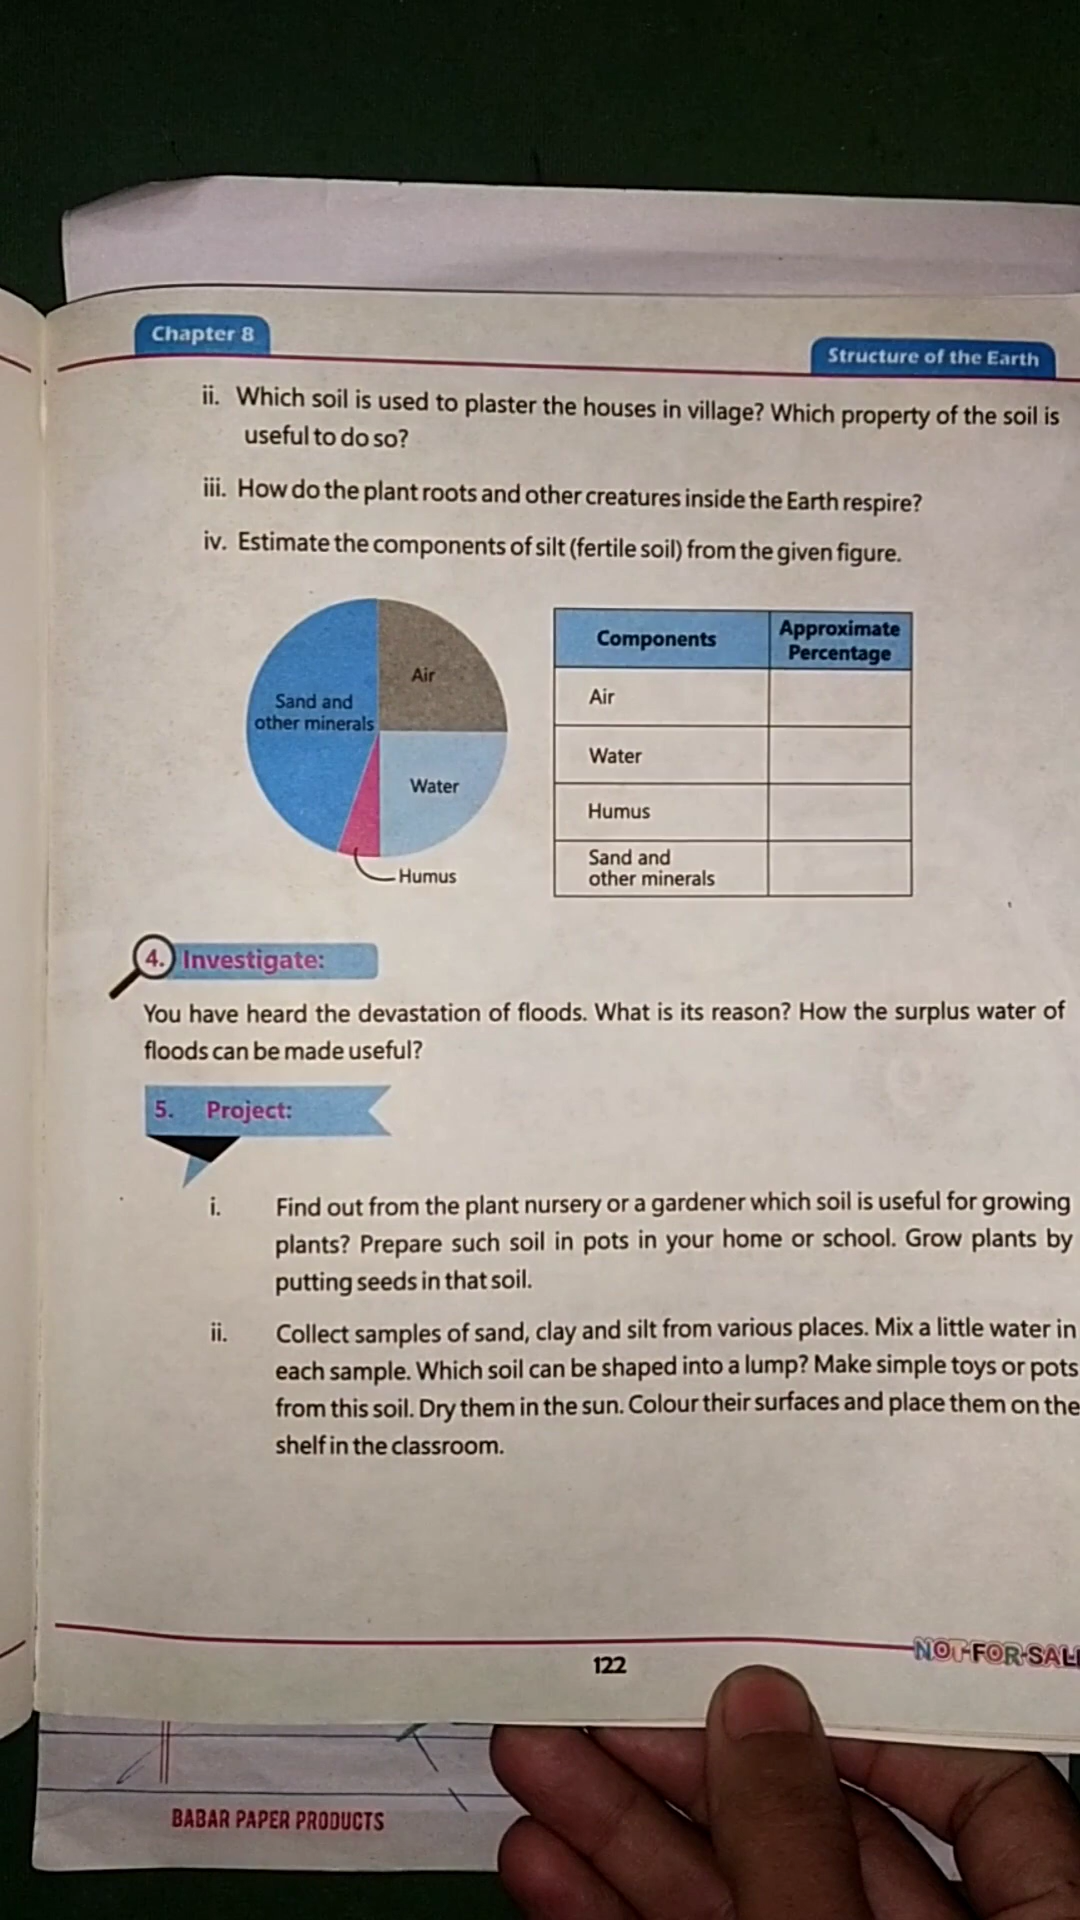 Chapter 8
Structure of the Earth
ii. Which soil is used to plaster the houses in village? Which property of the soil is
useful to do so?
iii. How do the plant roots and other creatures inside the Earth respire?
iv. Estimate the components of silt (fertile soil) from the given figure.
Air
Sand and
other minerals
Water
Humus
Components
Approximate
Percentage
Air
Water
Humus
Sand and
other minerals
4. Investigate:
You have heard the devastation of floods. What is its reason? How the surplus water of
floods can be made useful?
5. Project:
i. Find out from the plant nursery or a gardener which soil is useful for growing
plants? Prepare such soil in pots in your home or school. Grow plants by
putting seeds in that soil.
ii. Collect samples of sand, clay and silt from various places. Mix a little water in
each sample. Which soil can be shaped into a lump? Make simple toys or pots
from this soil. Dry them in the sun. Colour their surfaces and place them on the
shelf in the classroom.
122
NOT FOR SAL
BABAR PAPER PRODUCTS